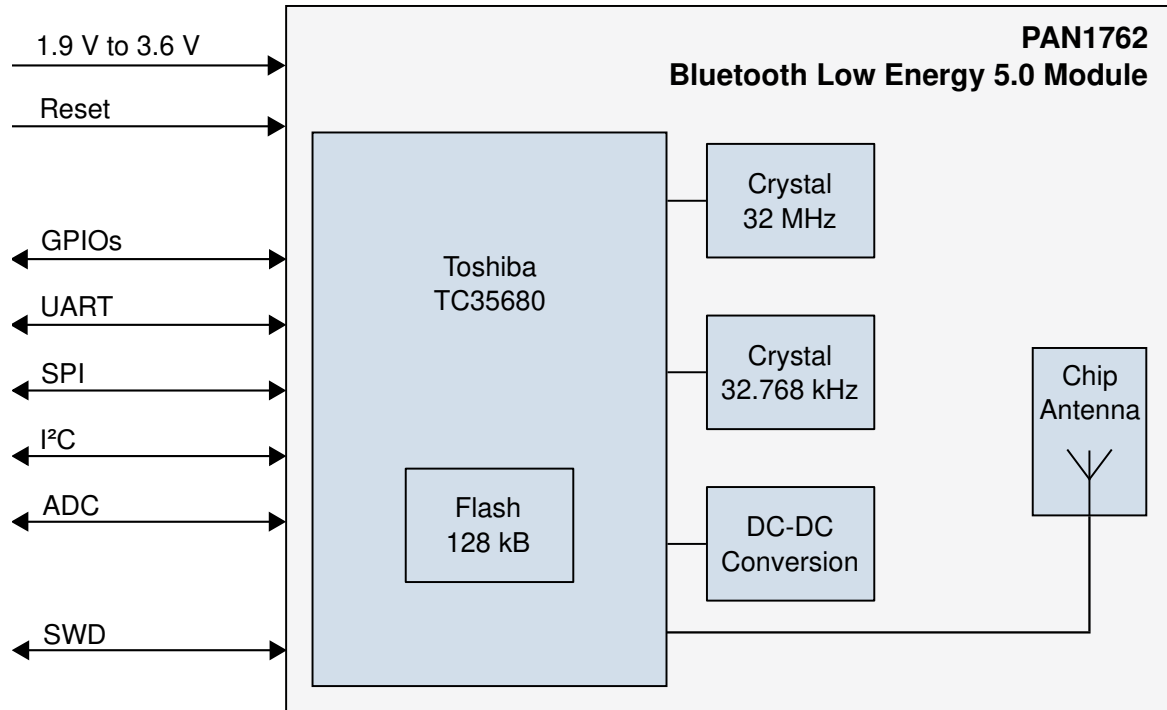 1.9 V to 3.6 V
Reset
GPIOs
UART
SPI
I²C
ADC
SWD
PAN1762
Bluetooth Low Energy 5.0 Module
Toshiba
TC35680
Flash
128 kB
Crystal
32 MHz
Crystal
32.768 kHz
DC-DC
Conversion
Chip
Antenna